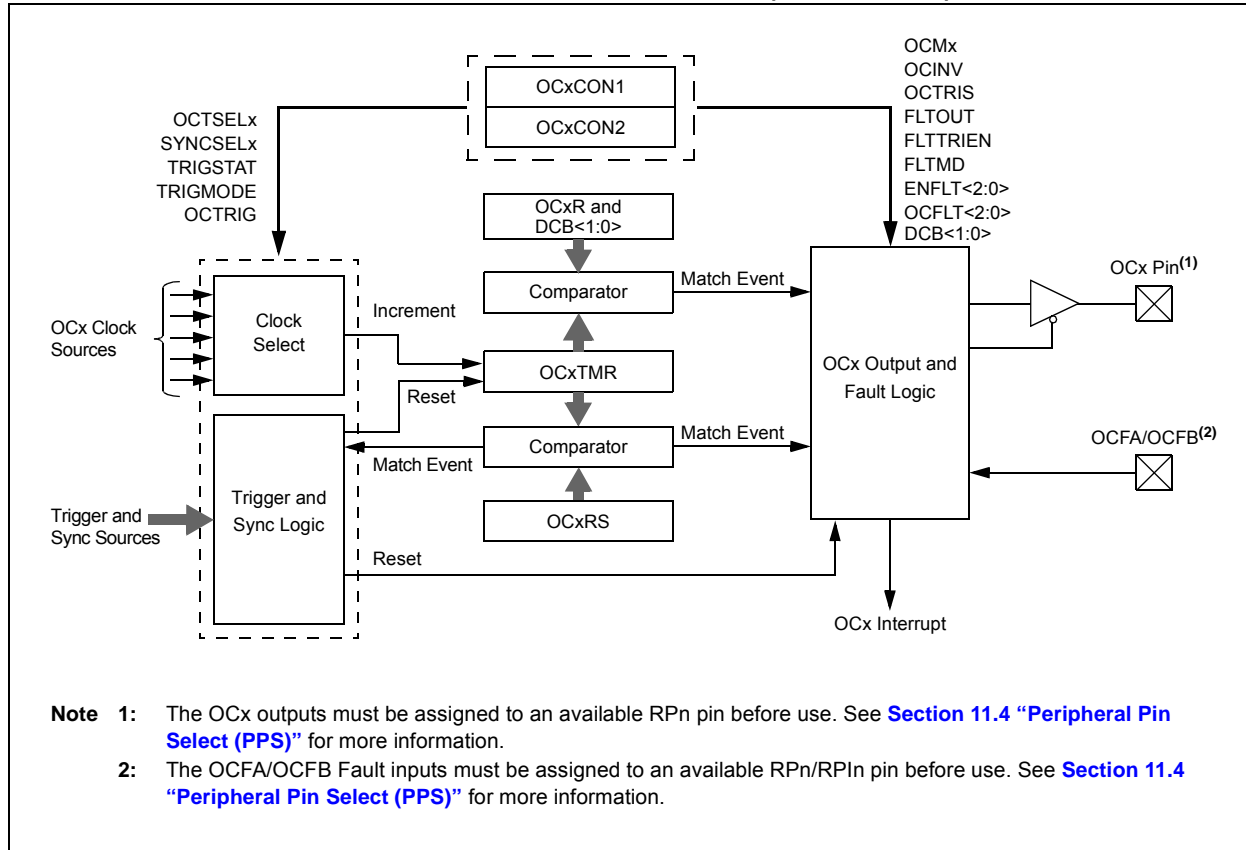 OCxCON1
OCxCON2
OCTSELx
SYNCSELx
TRIGSTAT
TRIGMODE
OCTRIG
OCMx
OCINV
OCTRIS
FLTOUT
FLTTRIEN
FLTMD
ENFLT<2:0>
OCFLT<2:0>
DCB<1:0>
OCxR and
DCB<1:0>
OCx Clock
Sources
Clock
Select
Increment
Reset
Comparator
Match Event
OCxTMR
Comparator
Match Event
Match Event
OCxRS
Trigger and
Sync Sources
Trigger and
Sync Logic
Reset
OCx Output and
Fault Logic
OCx Pin(1)
OCFA/OCFB(2)
OCx Interrupt
Note 1: The OCx outputs must be assigned to an available RPn pin before use. See Section 11.4 “Peripheral Pin
Select (PPS)” for more information.
2: The OCFA/OCFB Fault inputs must be assigned to an available RPn/RPIn pin before use. See Section 11.4
“Peripheral Pin Select (PPS)” for more information.